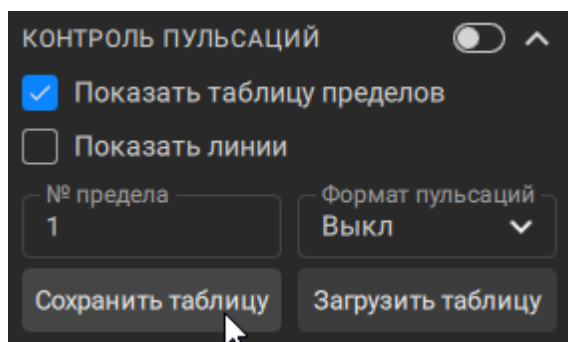 КОНТРОЛЬ ПУЛЬСАЦИЙ
Показать таблицу пределов
Показать линии
№ предела
1
Формат пульсаций
Выкл
Сохранить таблицу
Загрузить таблицу